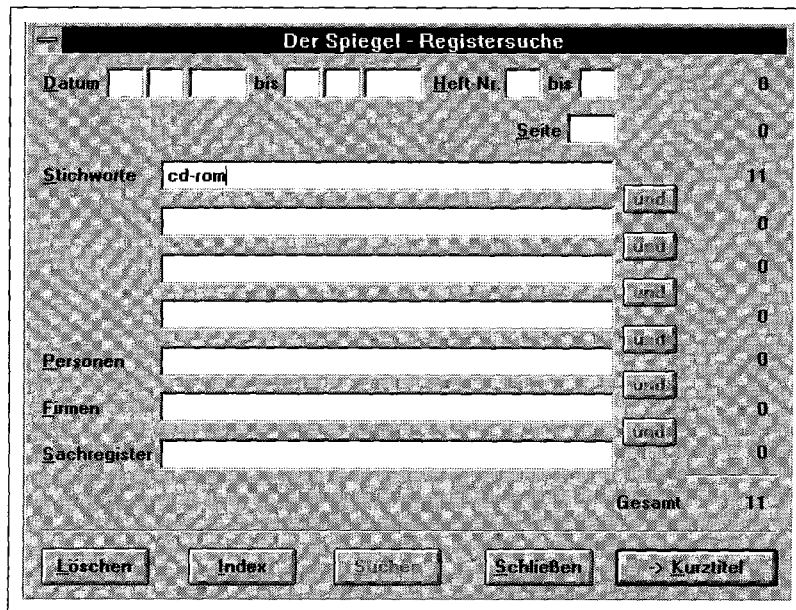 Der Spiegel - Registersuche
Datum bis Heft-Nr. bis 0
Seite 0
Stichworte cd-rom 11
und
0
und
0
und
0
und
Personen 0
und
Firmen 0
und
Sachregister 0
Gesamt 11
Löschen Index Suchen Schließen -> Kurztitel